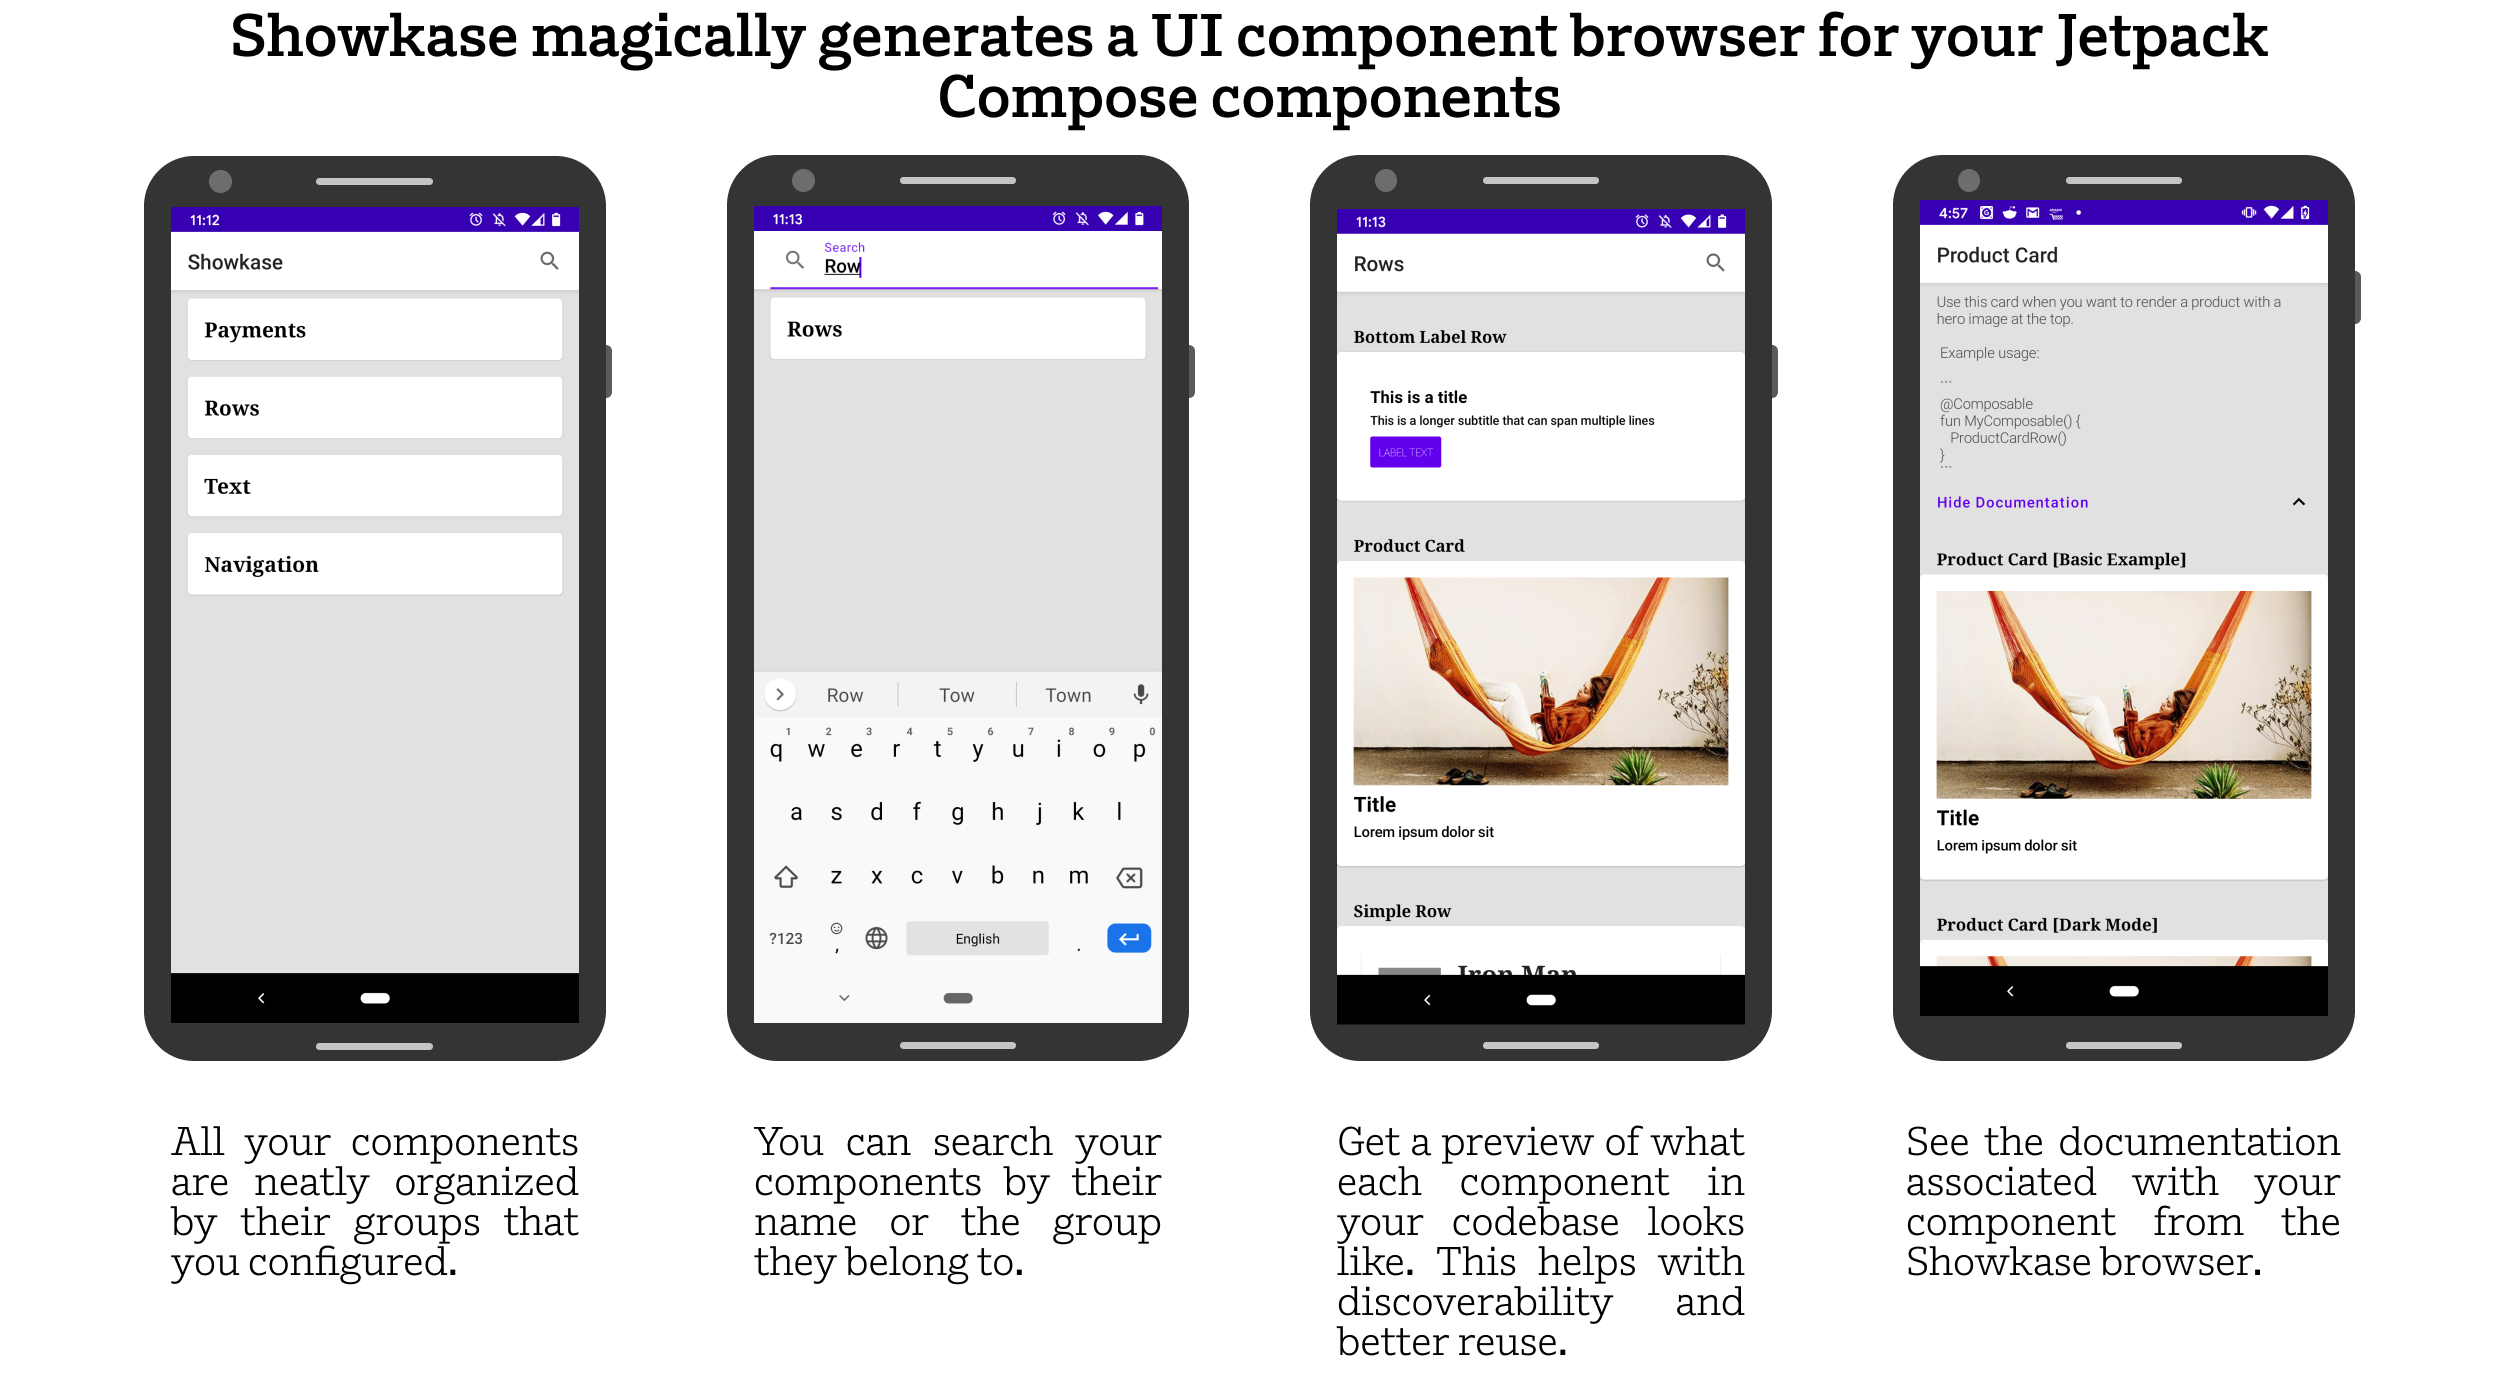 Showkase magically generates a UI component browser for your Jetpack
Compose components
11:12
Showkase
Payments
Rows
Text
Navigation
All your components
are neatly organized
by their groups that
you configured.
11:13
Search
Row
Rows
Row Tow Town
1 2 3 4 5 6 7 8 9 0
q w e r t y u i o p
a s d f g h j k l
z x c v b n m
?123 , English .
You can search your
components by their
name or the group
they belong to.
11:13
Rows
Bottom Label Row
This is a title
This is a longer subtitle that can span multiple lines
LABEL TEXT
Product Card
Title
Lorem ipsum dolor sit
Simple Row
Iron Man
Get a preview of what
each component in
your codebase looks
like. This helps with
discoverability and
better reuse.
4:57
Product Card
Use this card when you want to render a product with a
hero image at the top.
Example usage:
```
@Composable
fun MyComposable() {
ProductCardRow()
}
```
Hide Documentation
Product Card [Basic Example]
Title
Lorem ipsum dolor sit
Product Card [Dark Mode]
See the documentation
associated with your
component from the
Showkase browser.